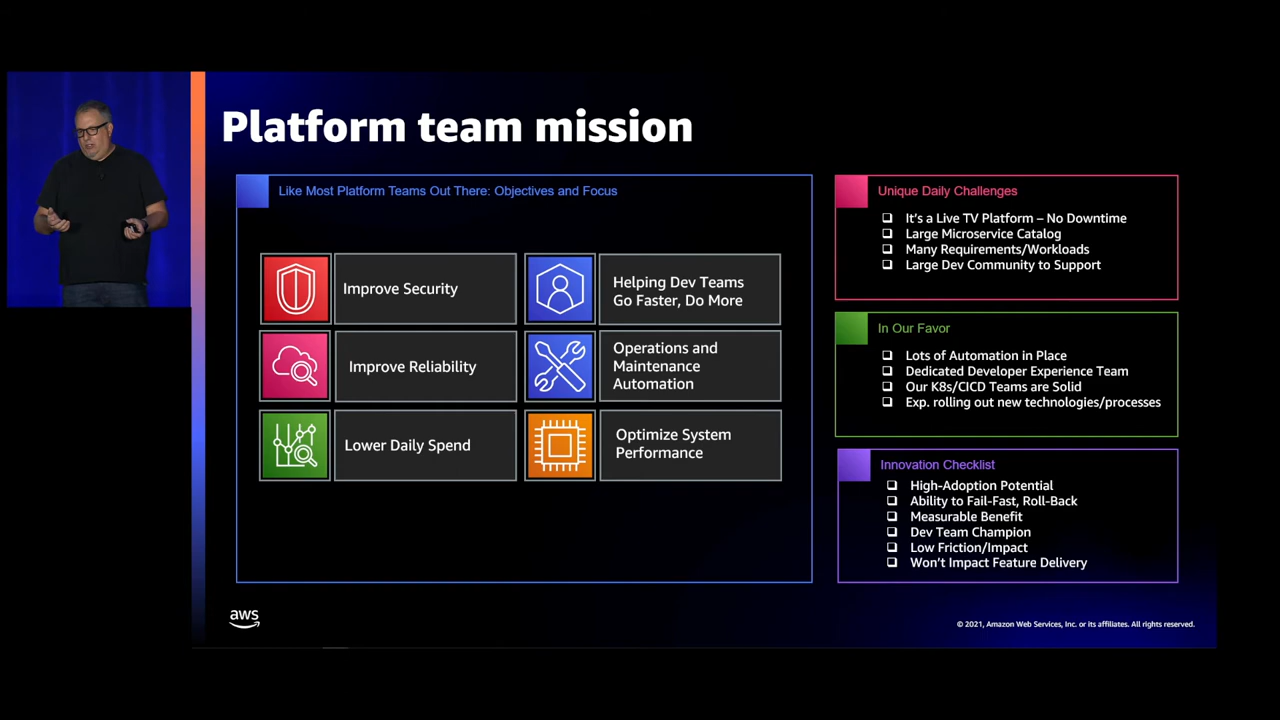 Platform team mission
Like Most Platform Teams Out There: Objectives and Focus
Improve Security
Helping Dev Teams
Go Faster, Do More
Improve Reliability
Operations and
Maintenance
Automation
Lower Daily Spend
Optimize System
Performance
Unique Daily Challenges
It's a Live TV Platform – No Downtime
Large Microservice Catalog
Many Requirements/Workloads
Large Dev Community to Support
In Our Favor
Lots of Automation in Place
Dedicated Developer Experience Team
Our K8s/CICD Teams are Solid
Exp. rolling out new technologies/processes
Innovation Checklist
High-Adoption Potential
Ability to Fail-Fast, Roll-Back
Measurable Benefit
Dev Team Champion
Low Friction/Impact
Won't Impact Feature Delivery
aws
© 2021, Amazon Web Services, Inc. or its affiliates. All rights reserved.